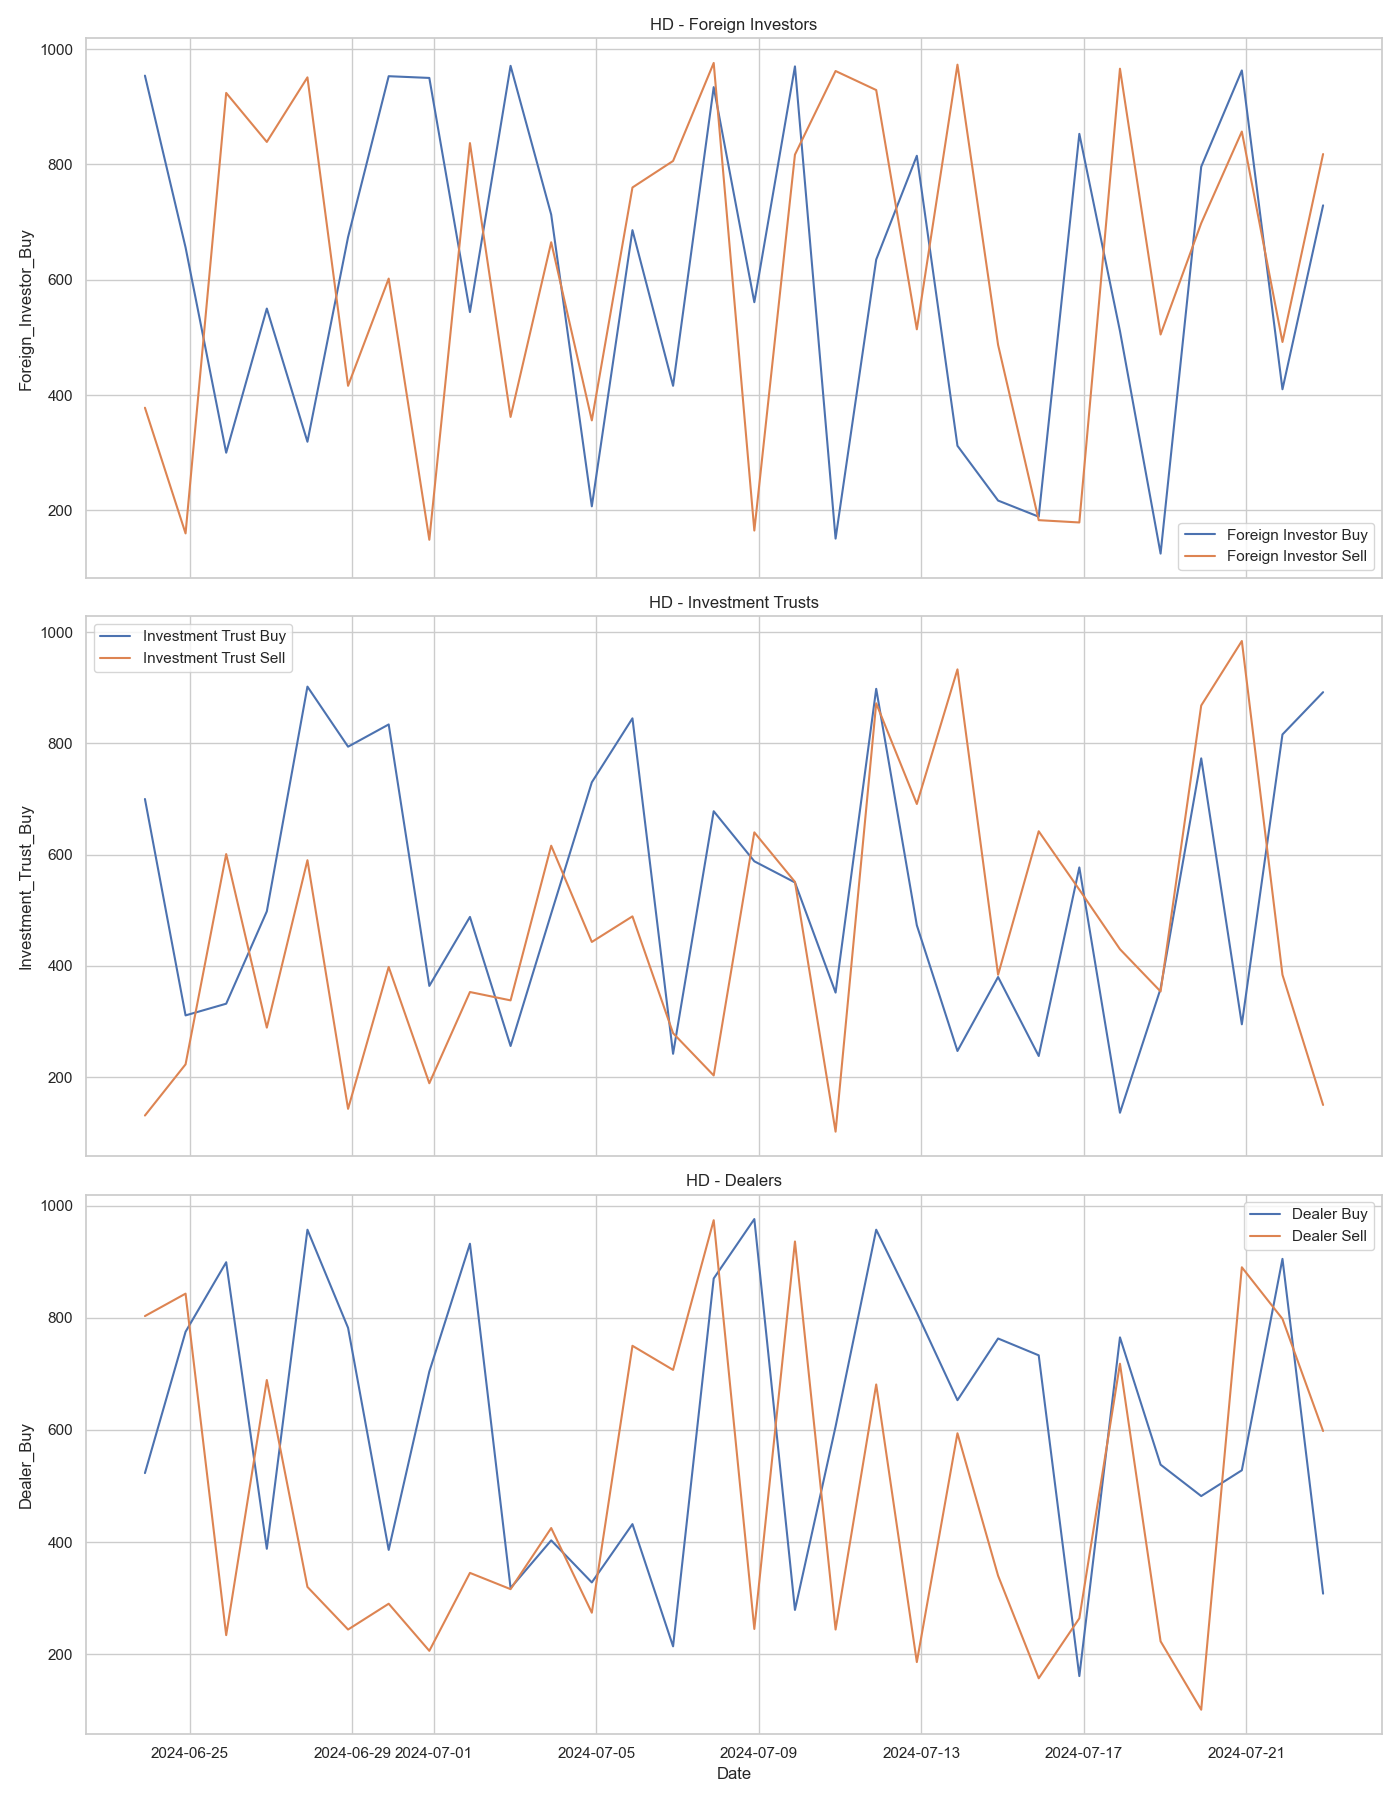 HD - Foreign Investors
1000
800
600
400
200
Foreign_Investor_Buy
Foreign Investor Buy
Foreign Investor Sell
HD - Investment Trusts
1000
800
600
400
200
Investment_Trust_Buy
Investment Trust Buy
Investment Trust Sell
HD - Dealers
1000
800
600
400
200
Dealer_Buy
Dealer Buy
Dealer Sell
2024-06-25 2024-06-29 2024-07-01 2024-07-05 2024-07-09 2024-07-13 2024-07-17 2024-07-21
Date